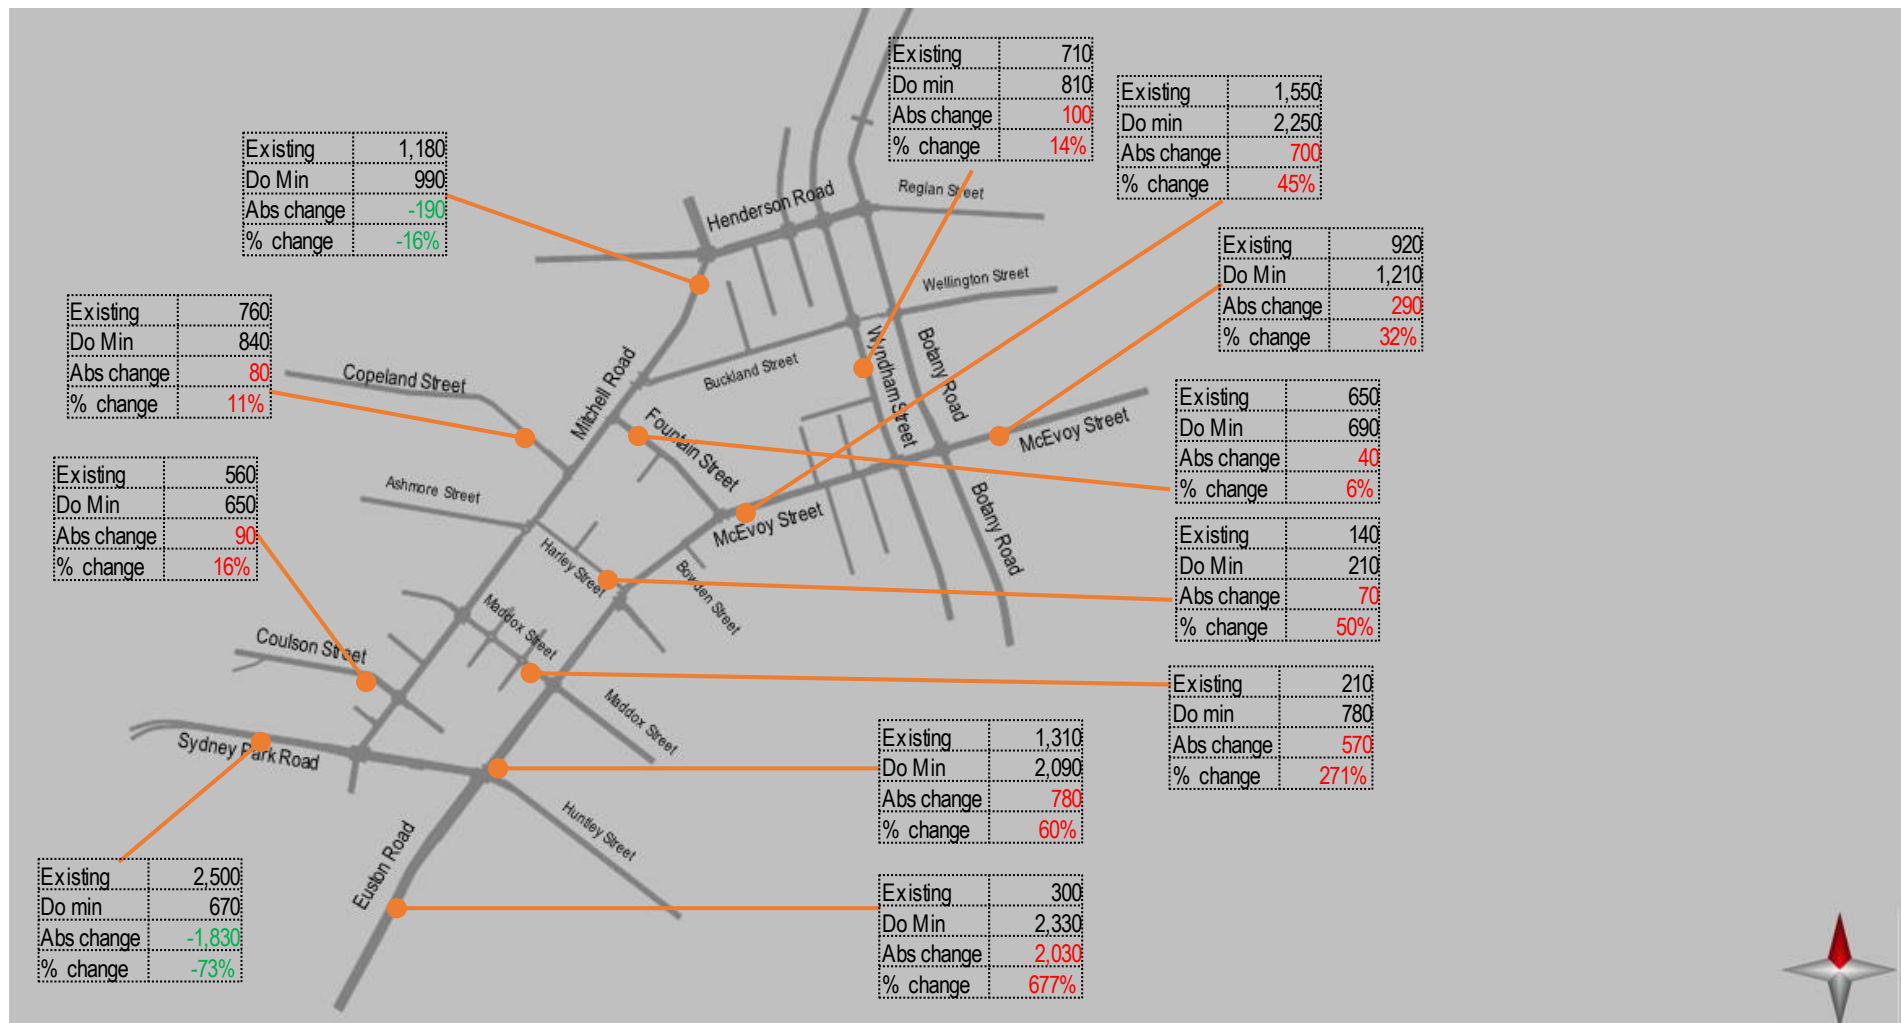 Existing 710
Do min 810
Abs change 100
% change 14%
Existing 1,550
Do min 2,250
Abs change 700
% change 45%
Existing 1,180
Do Min 990
Abs change -190
% change -16%
Henderson Road
Reglan Street
Existing 920
Do Min 1,210
Abs change 290
% change 32%
Wellington Street
Existing 760
Do Min 840
Abs change 80
% change 11%
Copeland Street
Mitchell Road
Buckland Street
Wyndham Street
Botany Road
Fountain Street
McEvoy Street
Existing 650
Do Min 690
Abs change 40
% change 6%
Existing 560
Do Min 650
Abs change 90
% change 16%
Ashmore Street
McEvoy Street
Botany Road
Harley Street
Bowden Street
Existing 140
Do Min 210
Abs change 70
% change 50%
Maddox Street
Coulson Street
Maddox Street
Existing 210
Do min 780
Abs change 570
% change 271%
Sydney Park Road
Existing 1,310
Do Min 2,090
Abs change 780
% change 60%
Huntley Street
Euston Road
Existing 2,500
Do min 670
Abs change -1,830
% change -73%
Existing 300
Do Min 2,330
Abs change 2,030
% change 677%